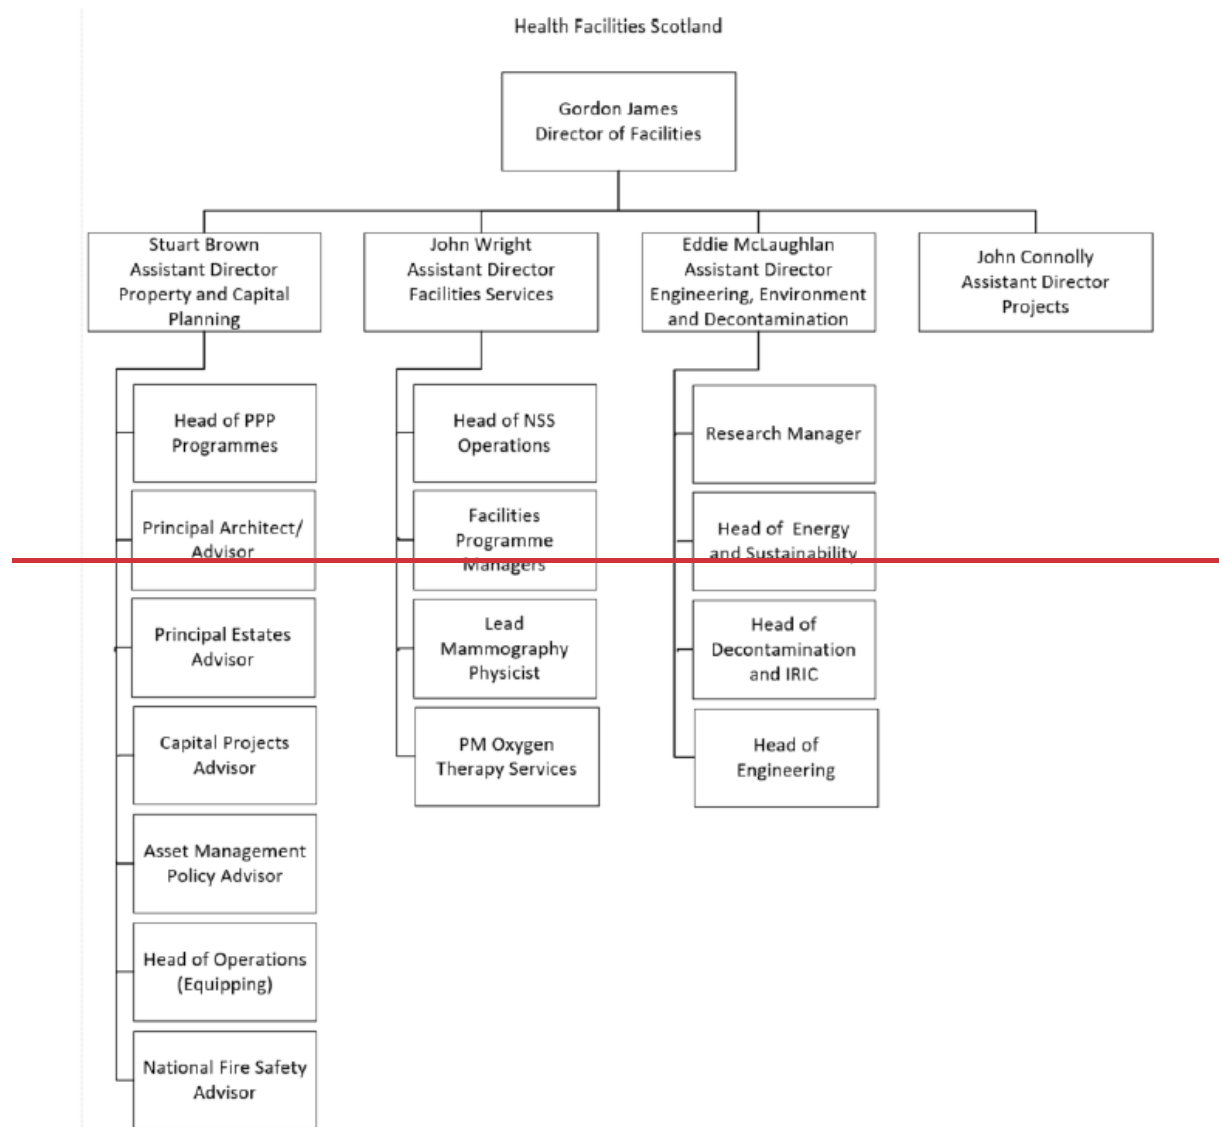 Health Facilities Scotland
Gordon James
Director of Facilities
Stuart Brown
Assistant Director
Property and Capital
Planning
John Wright
Assistant Director
Facilities Services
Eddie McLaughlan
Assistant Director
Engineering, Environment
and Decontamination
John Connolly
Assistant Director
Projects
Head of PPP
Programmes
Principal Architect/
Advisor
Principal Estates
Advisor
Capital Projects
Advisor
Asset Management
Policy Advisor
Head of Operations
(Equipping)
National Fire Safety
Advisor
Head of NSS
Operations
Facilities
Programme
Managers
Lead
Mammography
Physicist
PM Oxygen
Therapy Services
Research Manager
Head of Energy
and Sustainability
Head of
Decontamination
and IRIC
Head of
Engineering